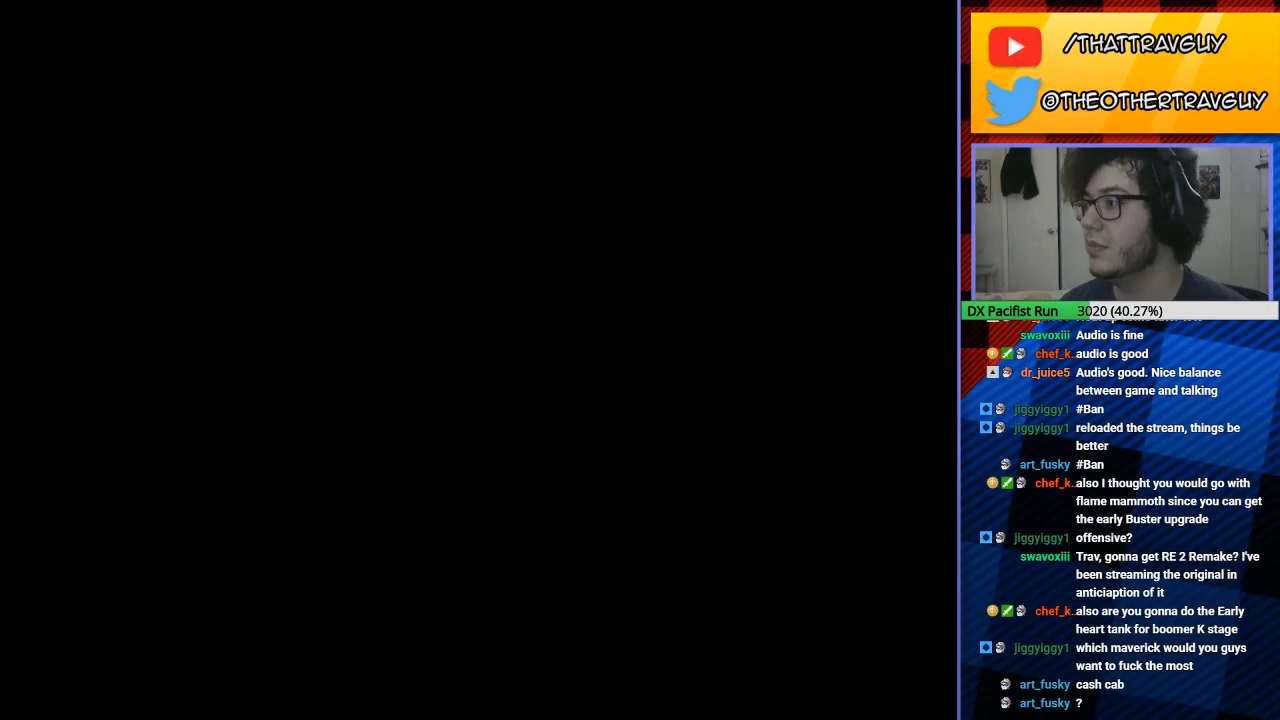 /THATTRAVGUY
@THEOTHERTRAVGUY
DX Pacifist Run 3020 (40.27%)
swavoxiii Audio is fine
chef_k.. audio is good
dr_juice5 Audio's good. Nice balance
between game and talking
jiggyiggy1 #Ban
jiggyiggy1 reloaded the stream, things be
better
art_fusky #Ban
chef_k.. also I thought you would go with
flame mammoth since you can get
the early Buster upgrade
jiggyiggy1 offensive?
swavoxiii Trav, gonna get RE 2 Remake? I've
been streaming the original in
anticiaption of it
chef_k.. also are you gonna do the Early
heart tank for boomer K stage
jiggyiggy1 which maverick would you guys
want to fuck the most
art_fusky cash cab
art_fusky ?